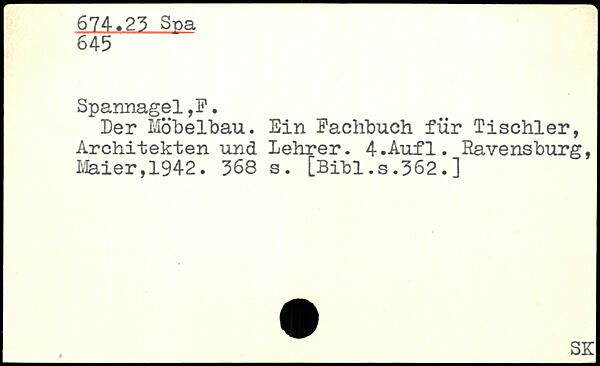 674.23 Spa
645
Spannagel,F.
Der Möbelbau. Ein Fachbuch für Tischler,
Architekten und Lehrer. 4.Aufl. Ravensburg,
Maier,1942. 368 s. [Bibl.s.362.]
SK